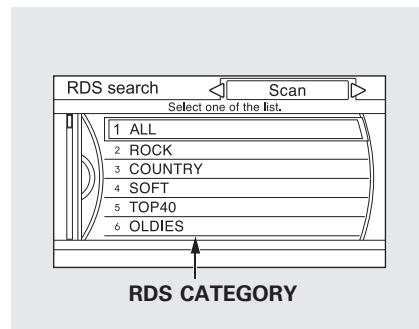 RDS search Scan
Select one of the list.
1 ALL
2 ROCK
3 COUNTRY
4 SOFT
5 TOP40
6 OLDIES
RDS CATEGORY